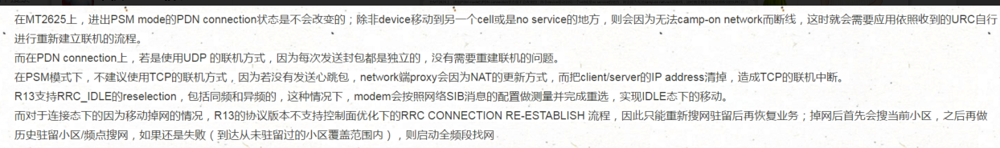 在MT2625上，进出PSM mode的PDN connection状态是不会改变的；除非device移动到另一个cell或是no service的地方，则会因为无法camp-on network而断线，这时就会需要应用依照收到的URC自行
进行重新建立联机的流程。
而在PDN connection上，若是使用UDP 的联机方式，因为每次发送封包都是独立的，没有需要重建联机的问题。
在PSM模式下，不建议使用TCP的联机方式，因为若没有发送心跳包，network端proxy会因为NAT的更新方式，而把client/server的IP address清掉，造成TCP的联机中断。
R13支持RRC_IDLE的reselection，包括同频和异频的，这种情况下，modem会按照网络SIB消息的配置做测量并完成重选，实现IDLE态下的移动。
而对于连接态下的因为移动掉网的情况，R13的协议版本不支持控制面优化下的RRC CONNECTION RE-ESTABLISH 流程，因此只能重新搜网驻留后再恢复业务；掉网后首先会搜当前小区，之后再做
历史驻留小区/频点搜网，如果还是失败（到达从未驻留过的小区覆盖范围内），则启动全频段找网